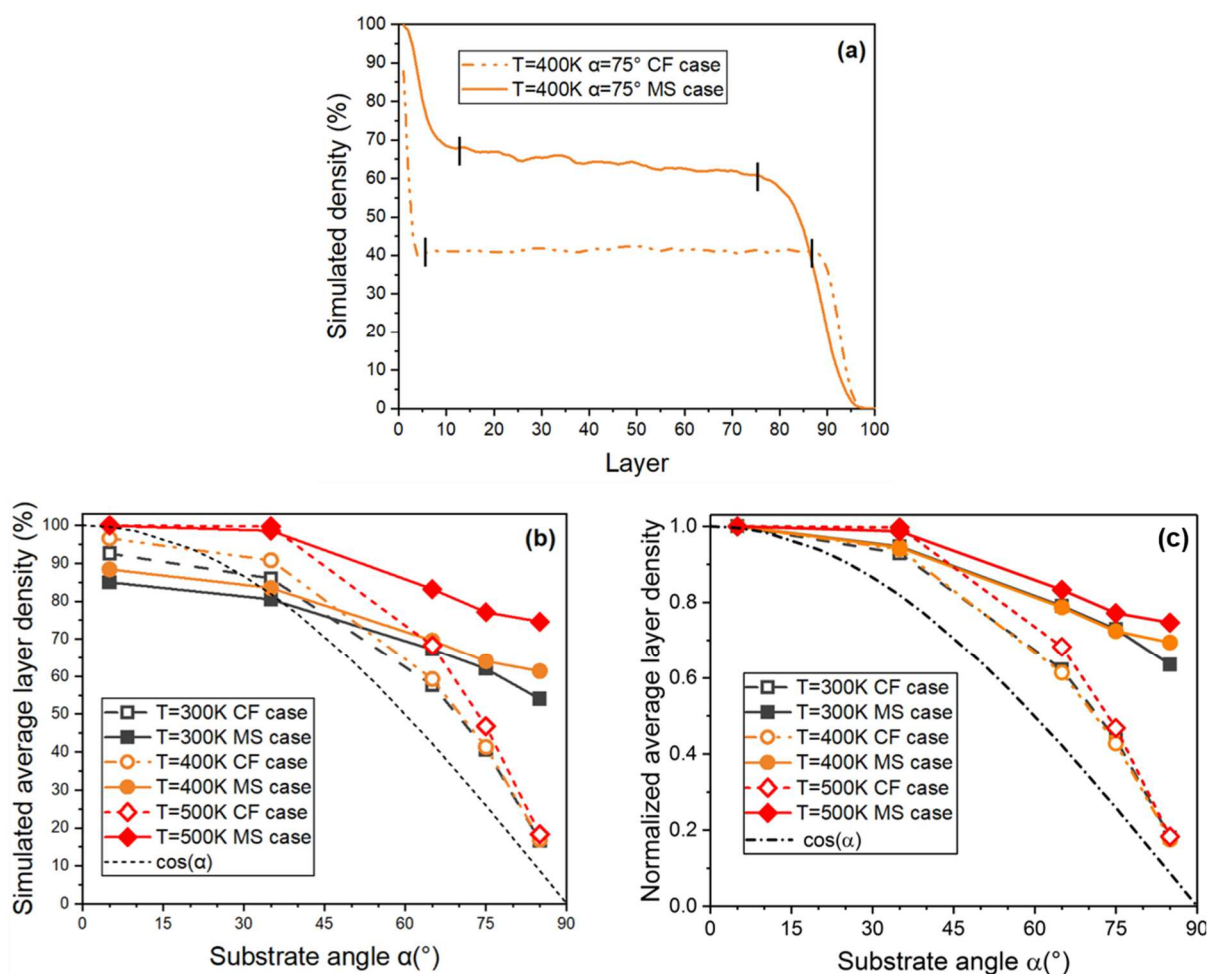 (a)
T=400K α=75° CF case
T=400K α=75° MS case
Simulated density (%)
100
90
80
70
60
50
40
30
20
10
0
0 10 20 30 40 50 60 70 80 90 100
Layer
(b)
Simulated average layer density (%)
100
90
80
70
60
50
40
30
20
10
0
T=300K CF case
T=300K MS case
T=400K CF case
T=400K MS case
T=500K CF case
T=500K MS case
cos(α)
0 15 30 45 60 75 90
Substrate angle α(°)
(c)
Normalized average layer density
1.0
0.8
0.6
0.4
0.2
0.0
T=300K CF case
T=300K MS case
T=400K CF case
T=400K MS case
T=500K CF case
T=500K MS case
cos(α)
0 15 30 45 60 75 90
Substrate angle α(°)